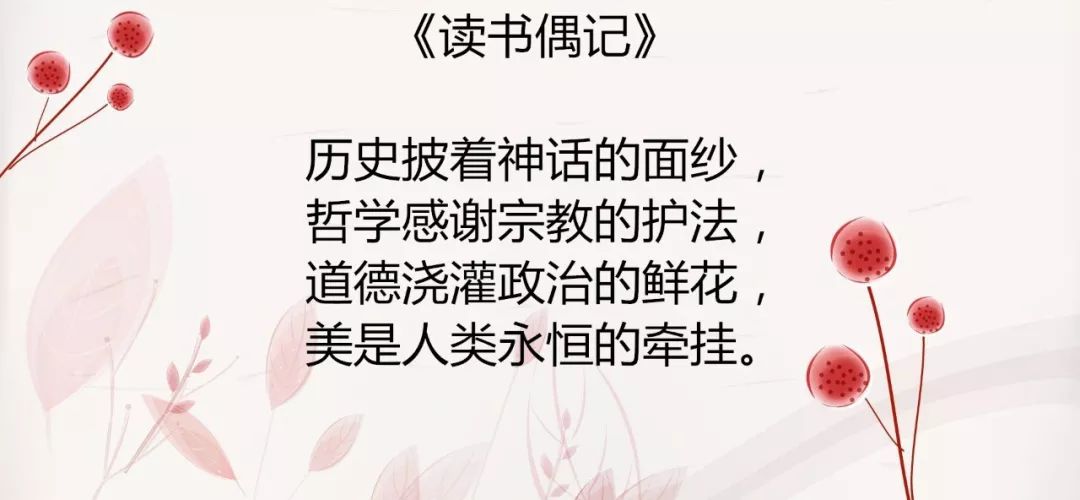 《读书偶记》
历史披着神话的面纱，
哲学感谢宗教的护法，
道德浇灌政治的鲜花，
美是人类永恒的牵挂。